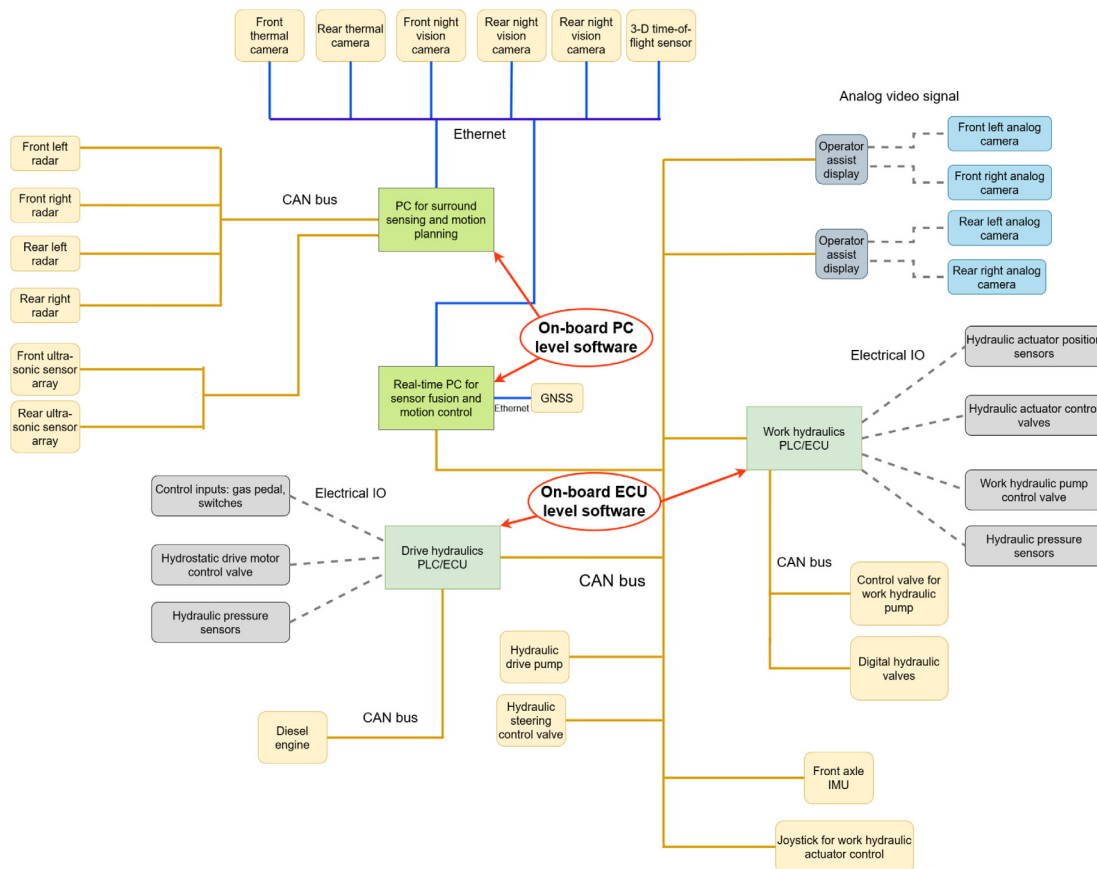 Front
thermal
camera
Rear thermal
camera
Front night
vision
camera
Rear night
vision
camera
Rear night
vision
camera
3-D time-of-
flight sensor
Analog video signal
Ethernet
Front left
radar
Front right
radar
Rear left
radar
Rear right
radar
CAN bus
PC for surround
sensing and motion
planning
Operator
assist
display
Front left analog
camera
Front right analog
camera
Operator
assist
display
Rear left analog
camera
Rear right analog
camera
On-board PC
level software
Front ultra-
sonic sensor
array
Rear ultra-
sonic sensor
array
Real-time PC for
sensor fusion and
motion control
Ethernet
GNSS
Electrical IO
Hydraulic actuator position
sensors
Hydraulic actuator control
valves
Work hydraulic pump
control valve
Hydraulic pressure
sensors
Work hydraulics
PLC/ECU
On-board ECU
level software
Control inputs: gas pedal,
switches
Electrical IO
Hydrostatic drive motor
control valve
Hydraulic pressure
sensors
Drive hydraulics
PLC/ECU
CAN bus
CAN bus
Control valve for
work hydraulic
pump
Digital hydraulic
valves
Hydraulic
drive pump
Hydraulic
steering
control valve
CAN bus
Diesel
engine
Front axle
IMU
Joystick for work hydraulic
actuator control